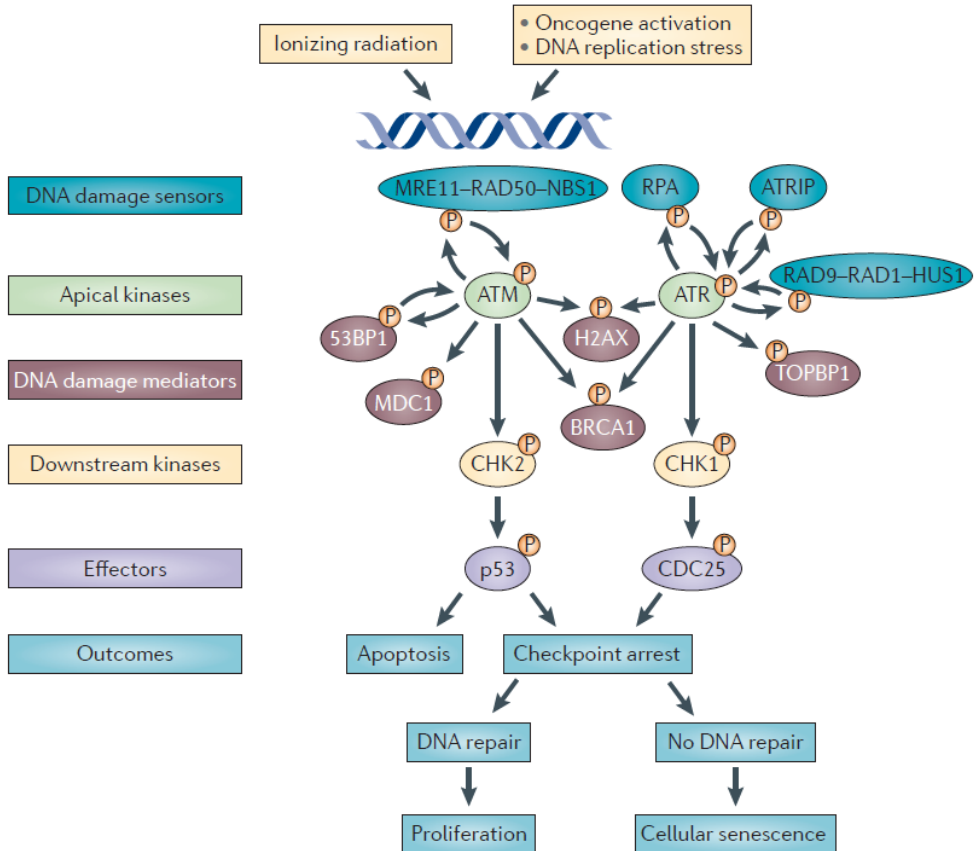 Ionizing radiation
• Oncogene activation
• DNA replication stress
DNA damage sensors
MRE11–RAD50–NBS1
RPA
ATRIP
P
P
P
RAD9–RAD1–HUS1
Apical kinases
ATM
P
ATR
P
P
53BP1
P
H2AX
P
DNA damage mediators
MDC1
P
BRCA1
P
TOPBP1
P
Downstream kinases
CHK2
P
CHK1
P
Effectors
p53
P
CDC25
P
Outcomes
Apoptosis
Checkpoint arrest
DNA repair
No DNA repair
Proliferation
Cellular senescence